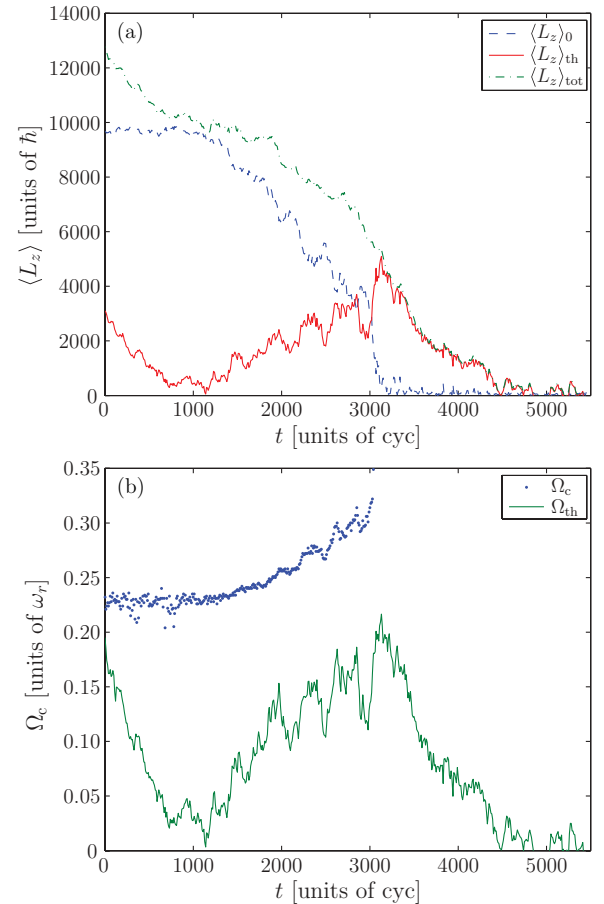 (a)
⟨L_z⟩_0
⟨L_z⟩_th
⟨L_z⟩_tot
14000
12000
10000
8000
6000
4000
2000
0
⟨L_z⟩ [units of ħ]
0 1000 2000 3000 4000 5000
t [units of cyc]
(b)
Ω_c
Ω_th
0.35
0.30
0.25
0.20
0.15
0.10
0.05
0
Ω_c [units of ω_r]
0 1000 2000 3000 4000 5000
t [units of cyc]